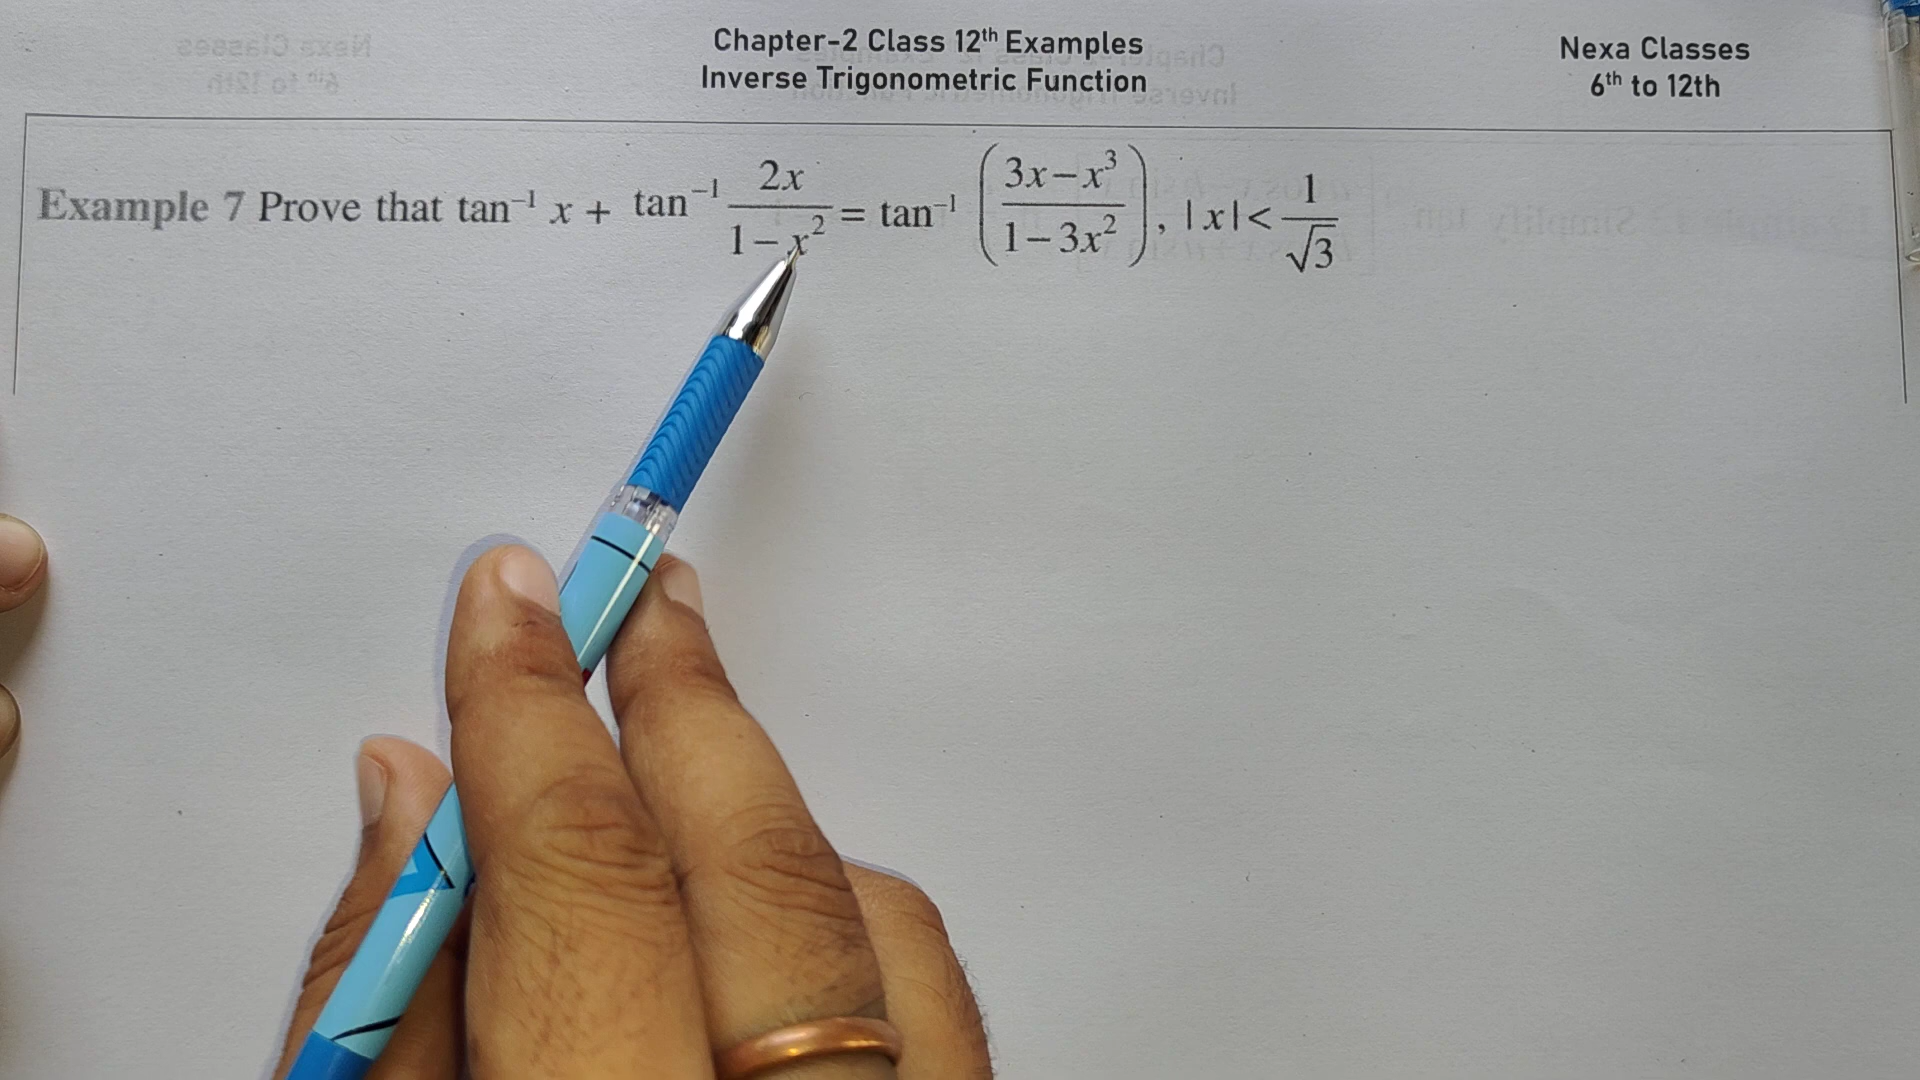 Chapter-2 Class 12th Examples
Inverse Trigonometric Function
Nexa Classes
6th to 12th
Example 7 Prove that tan⁻¹ x + tan⁻¹ 2x/(1−x²) = tan⁻¹ ((3x−x³)/(1−3x²)), |x| < 1/√3